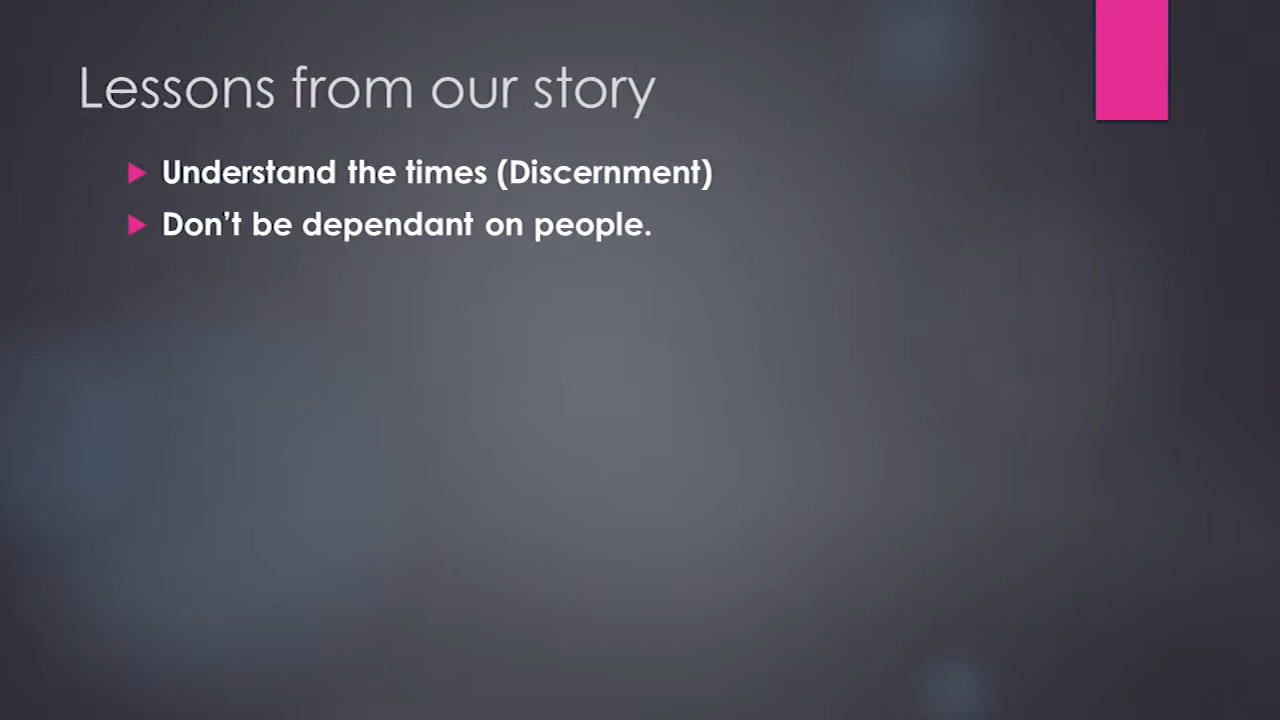 Lessons from our story
Understand the times (Discernment)
Don’t be dependant on people.